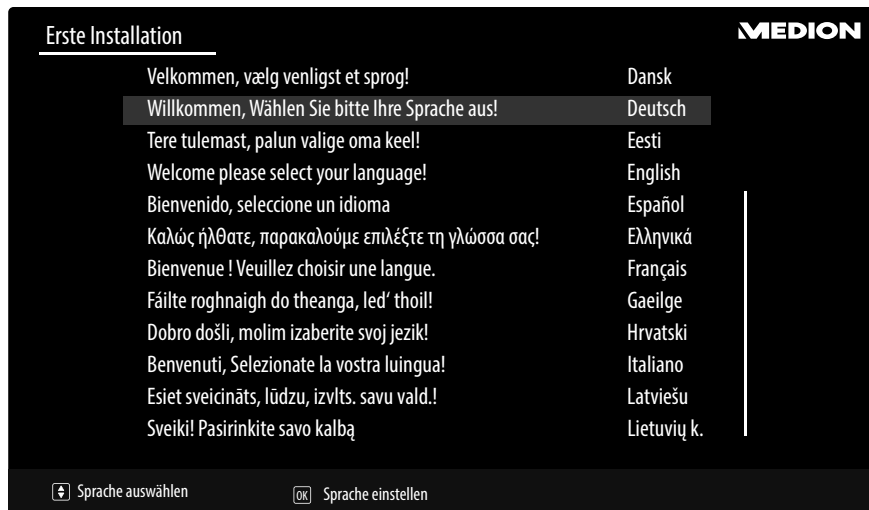 Erste Installation
MEDION
Velkommen, vælg venligst et sprog! Dansk
Willkommen, Wählen Sie bitte Ihre Sprache aus! Deutsch
Tere tulemast, palun valige oma keel! Eesti
Welcome please select your language! English
Bienvenido, seleccione un idioma Español
Καλώς ήλθατε, παρακαλούμε επιλέξτε τη γλώσσα σας! Ελληνικά
Bienvenue ! Veuillez choisir une langue. Français
Fáilte roghnaigh do theanga, led‘ thoil! Gaeilge
Dobro došli, molim izaberite svoj jezik! Hrvatski
Benvenuti, Selezionate la vostra luingua! Italiano
Esiet sveicināts, lūdzu, izvlts. savu vald.! Latviešu
Sveiki! Pasirinkite savo kalbą Lietuvių k.
Sprache auswählen OK Sprache einstellen